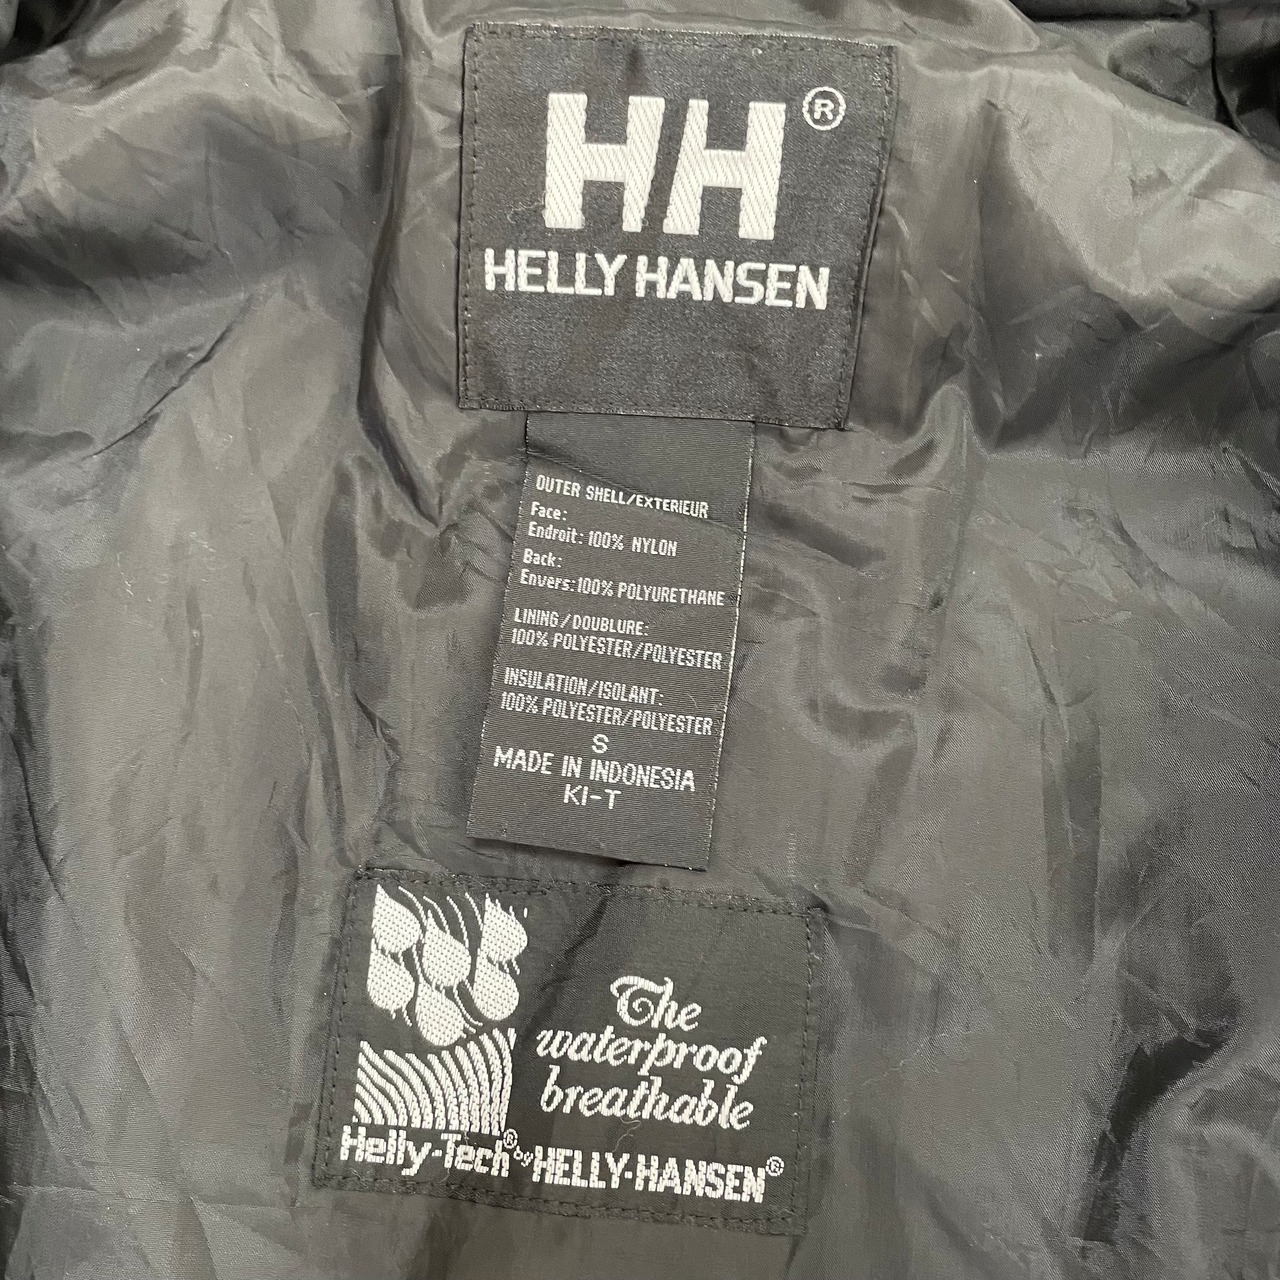 HH®
HELLY HANSEN
OUTER SHELL/EXTERIEUR
Face:
Endroit: 100% NYLON
Back:
Envers: 100% POLYURETHANE
LINING/DOUBLURE:
100% POLYESTER/POLYESTER
INSULATION/ISOLANT:
100% POLYESTER/POLYESTER
S
MADE IN INDONESIA
KI-T
The
waterproof
breathable
Helly-Tech® by HELLY-HANSEN®